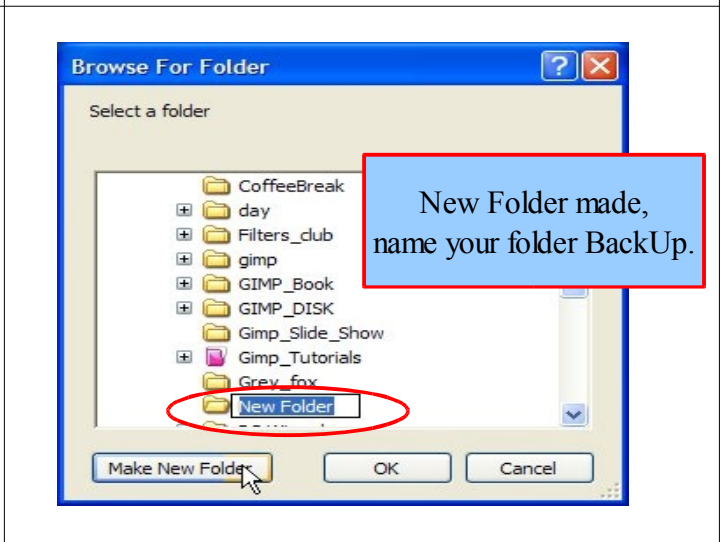 Browse For Folder
Select a folder
New Folder made,
name your folder BackUp.
CoffeeBreak
day
Filters_club
gimp
GIMP_Book
GIMP_DISK
Gimp_Slide_Show
Gimp_Tutorials
Grey_fox
New Folder
Make New Folder
OK
Cancel